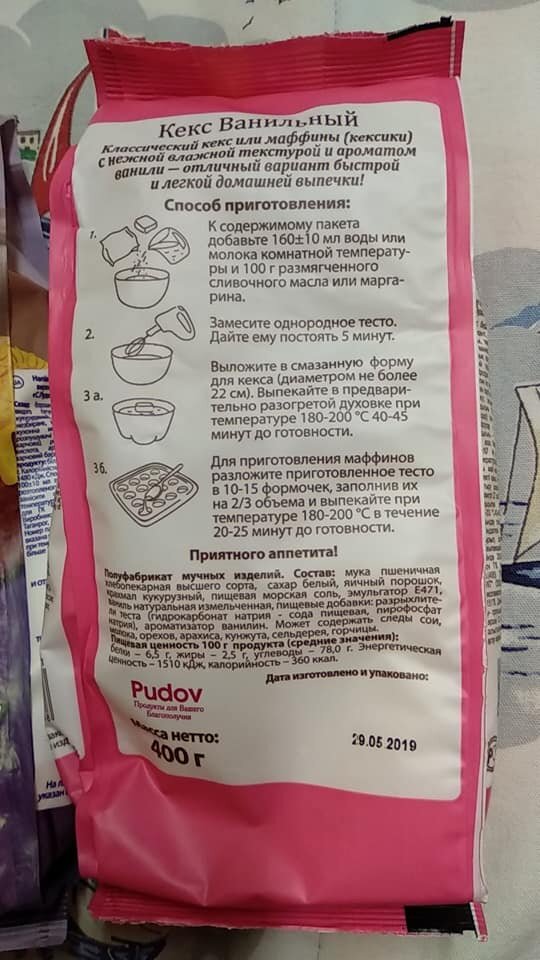 Кекс Ванильный
Классический кекс или маффины (кексики)
с нежной влажной текстурой и ароматом
ванили — отличный вариант быстрой
и легкой домашней выпечки!
Способ приготовления:
1.
К содержимому пакета
добавьте 160±10 мл воды или
молока комнатной температу-
ры и 100 г размягченного
сливочного масла или марга-
рина.
2.
Замесите однородное тесто.
Дайте ему постоять 5 минут.
3а.
Выложите в смазанную форму
для кекса (диаметром не более
22 см). Выпекайте в предвари-
тельно разогретой духовке при
температуре 180-200 °С 40-45
минут до готовности.
3б.
Для приготовления маффинов
разложите приготовленное тесто
в 10-15 формочек, заполнив их
на 2/3 объема и выпекайте при
температуре 180-200 °С в течение
20-25 минут до готовности.
Приятного аппетита!
Полуфабрикат мучных изделий. Состав: мука пшеничная
хлебопекарная высшего сорта, сахар белый, яичный порошок,
крахмал кукурузный, пищевая морская соль, эмульгатор Е471,
ваниль натуральная измельченная, пищевые добавки: разрыхлите-
ли теста (гидрокарбонат натрия - сода пищевая, пирофосфат
натрия), ароматизатор ванилин. Может содержать следы сои,
молока, орехов, арахиса, кунжута, сельдерея, горчицы.
Пищевая ценность 100 г продукта (средние значения):
белки – 6,5 г, жиры – 2,5 г, углеводы – 78,0 г. Энергетическая
ценность – 1510 кДж, калорийность – 360 ккал.
Дата изготовлено и упаковано:
Pudov
Продукты для Вашего
Благополучия
Масса нетто:
400 г
29.05 2019